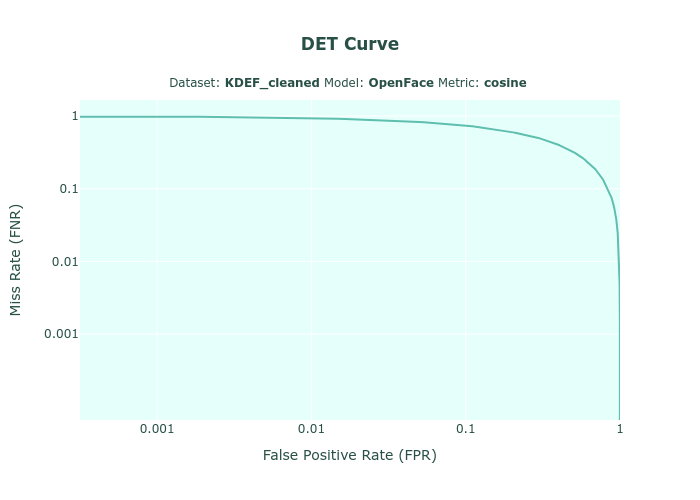 DET Curve
Dataset: KDEF_cleaned Model: OpenFace Metric: cosine
Miss Rate (FNR)
1
0.1
0.01
0.001
0.001 0.01 0.1 1
False Positive Rate (FPR)